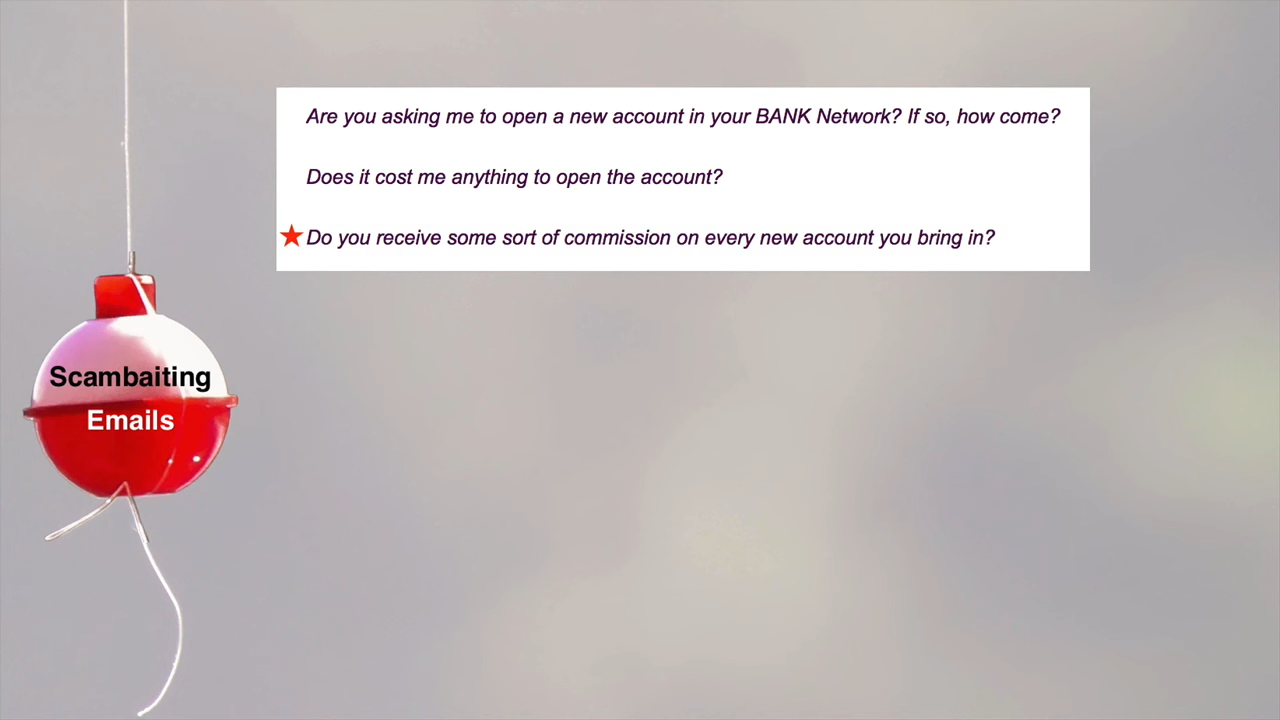 Are you asking me to open a new account in your BANK Network? If so, how come?
Does it cost me anything to open the account?
Do you receive some sort of commission on every new account you bring in?
Scambaiting
Emails